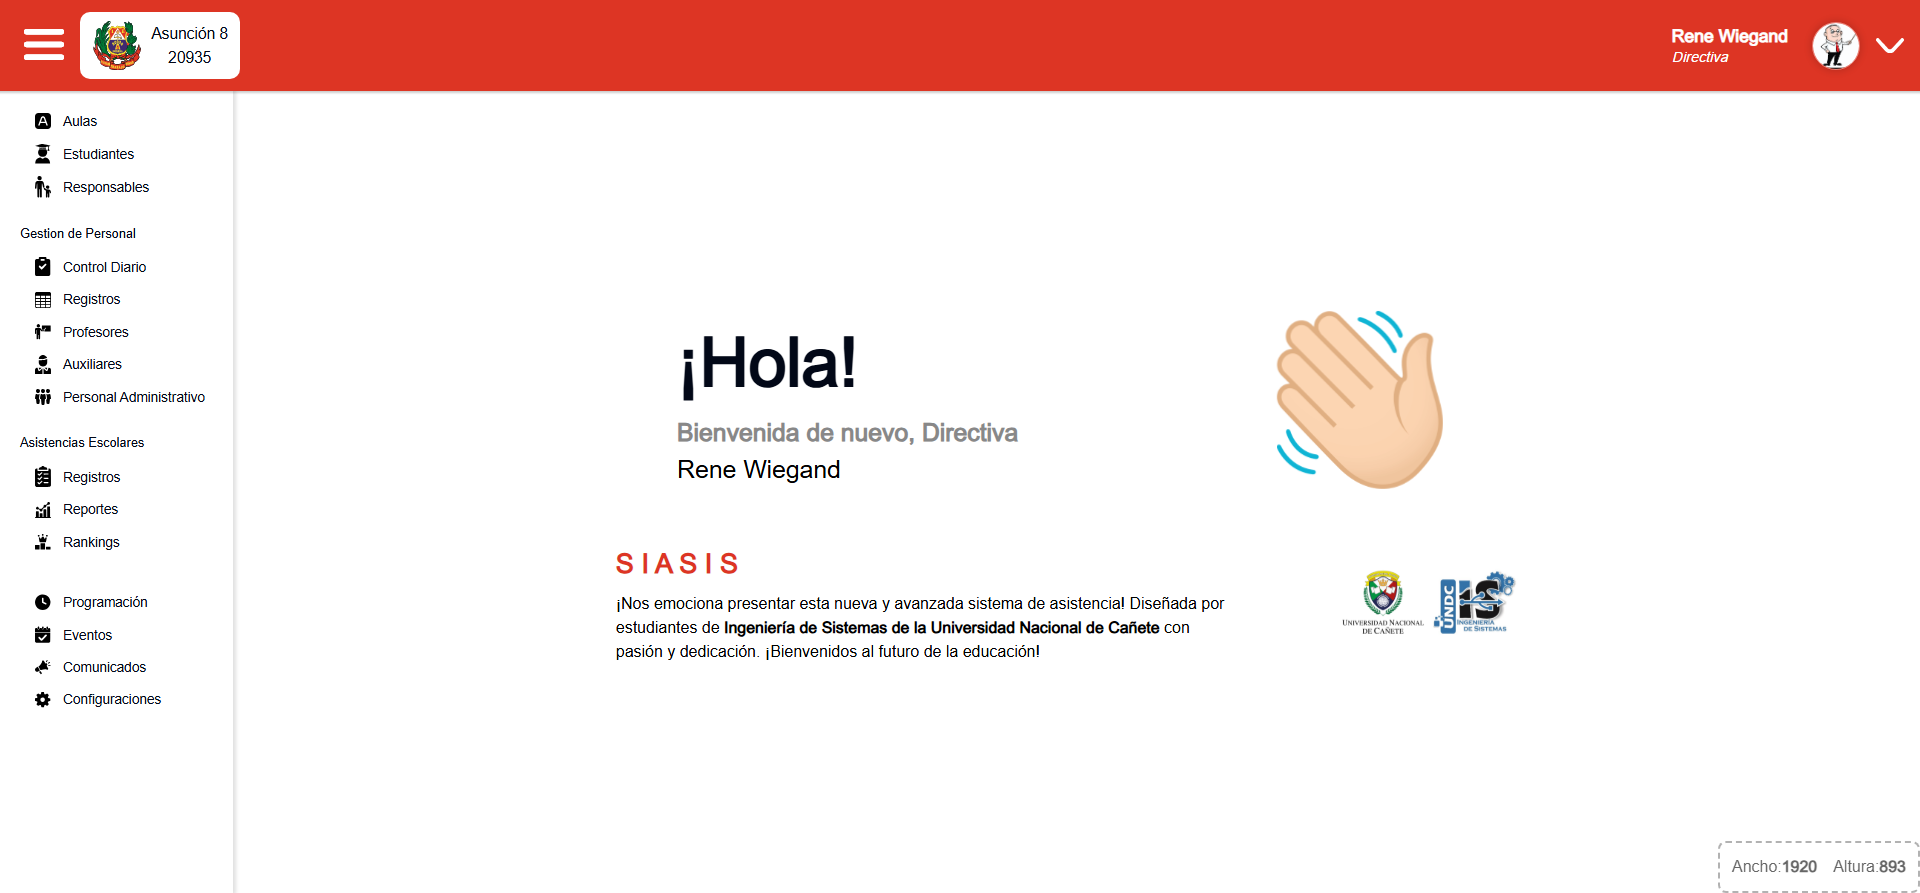 Asunción 8
20935
Rene Wiegand
Directiva
Aulas
Estudiantes
Responsables
Gestion de Personal
Control Diario
Registros
Profesores
Auxiliares
Personal Administrativo
Asistencias Escolares
Registros
Reportes
Rankings
Programación
Eventos
Comunicados
Configuraciones
¡Hola!
Bienvenida de nuevo, Directiva
Rene Wiegand
SIASIS
¡Nos emociona presentar esta nueva y avanzada sistema de asistencia! Diseñada por
estudiantes de Ingeniería de Sistemas de la Universidad Nacional de Cañete con
pasión y dedicación. ¡Bienvenidos al futuro de la educación!
UNIVERSIDAD NACIONAL
DE CAÑETE
UNDC
IS
INGENIERÍA
DE SISTEMAS
Ancho:1920 Altura:893